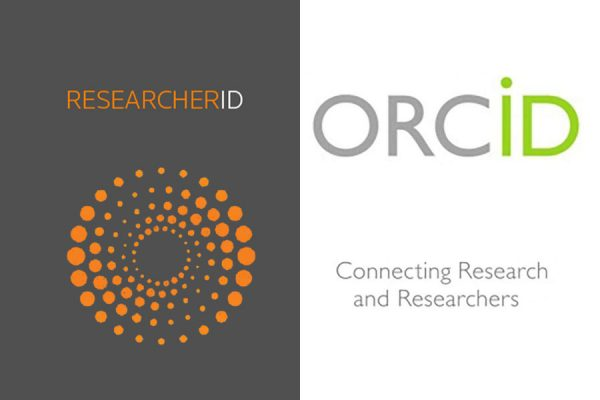 RESEARCHERID
ORCiD
Connecting Research
and Researchers